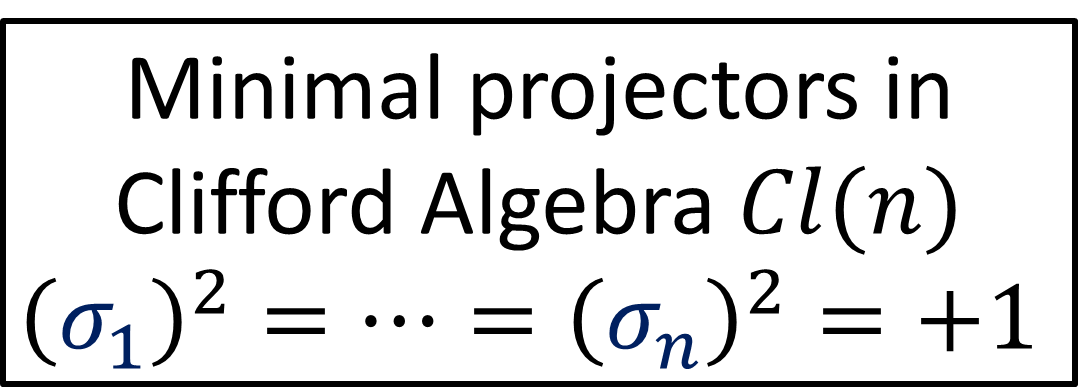 Minimal projectors in
Clifford Algebra 𝐶𝑙(𝑛)
(σ₁)² = ⋯ = (σₙ)² = +1